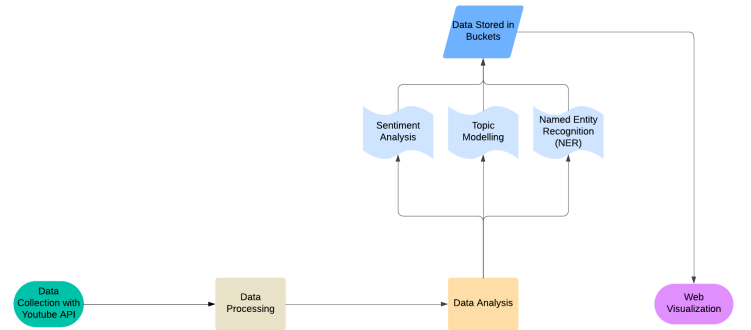 Data Stored in
Buckets
Sentiment
Analysis
Topic
Modelling
Named Entity
Recognition
(NER)
Data
Collection with
Youtube API
Data
Processing
Data Analysis
Web
Visualization